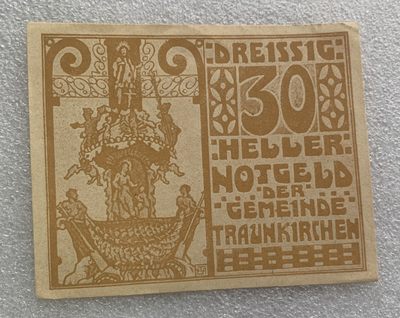 DREISSIG
30
HELLER
NOTGELD
DER
GEMEINDE
TRAUNKIRCHEN